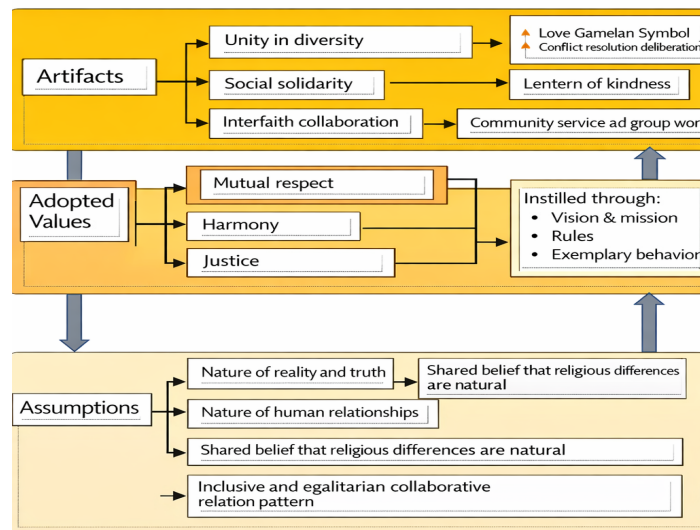 Unity in diversity
Love Gamelan Symbol
Conflict resolution deliberation
Artifacts
Social solidarity
Lentern of kindness
Interfaith collaboration
Community service ad group wor
Adopted
Values
Mutual respect
Harmony
Justice
Instilled through:
• Vision & mission
• Rules
• Exemplary behavior
Assumptions
Nature of reality and truth
Shared belief that religious differences
are natural
Nature of human relationships
Shared belief that religious differences are natural
Inclusive and egalitarian collaborative
relation pattern